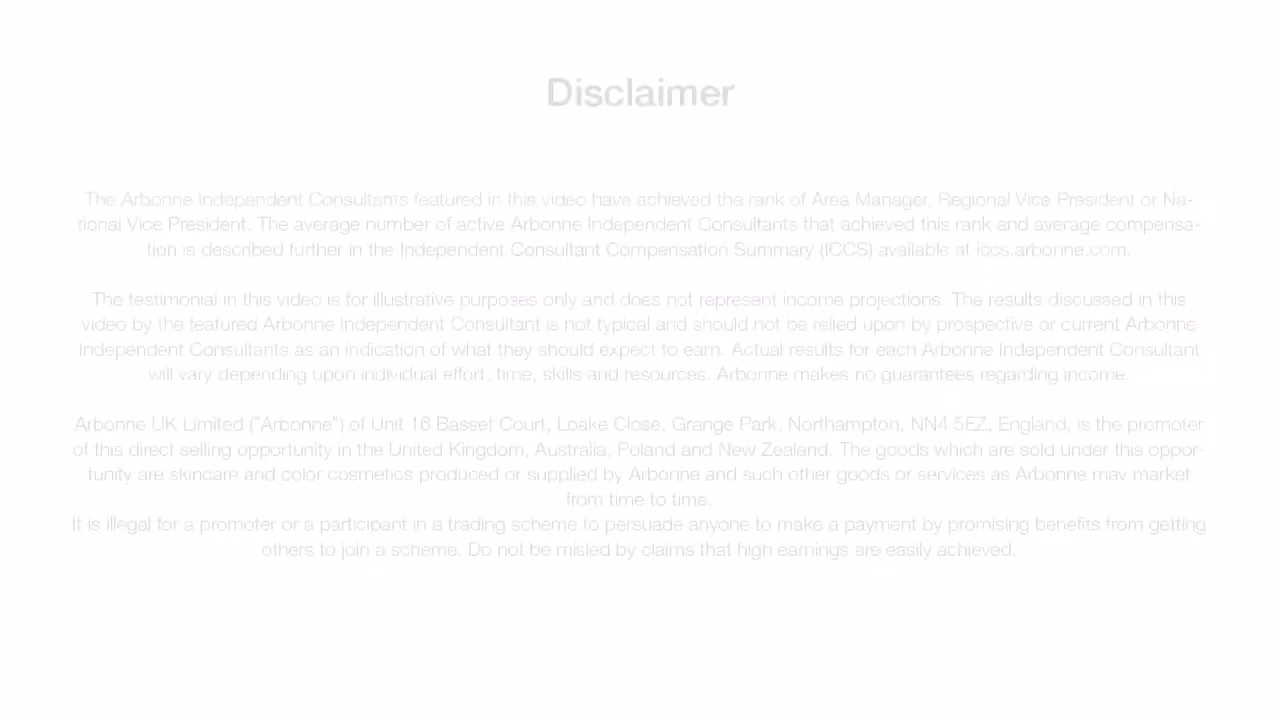 Disclaimer
The Arbonne Independent Consultants featured in this video have achieved the rank of Area Manager, Regional Vice President or Na-
tional Vice President. The average number of active Arbonne Independent Consultants that achieved this rank and average compensa-
tion is described further in the Independent Consultant Compensation Summary (ICCS) available at iccs.arbonne.com.
The testimonial in this video is for illustrative purposes only and does not represent income projections. The results discussed in this
video by the featured Arbonne Independent Consultant is not typical and should not be relied upon by prospective or current Arbonne
Independent Consultants as an indication of what they should expect to earn. Actual results for each Arbonne Independent Consultant
will vary depending upon individual effort, time, skills and resources. Arbonne makes no guarantees regarding income.
Arbonne UK Limited ("Arbonne") of Unit 16 Basset Court, Loake Close, Grange Park, Northampton, NN4 5EZ, England, is the promoter
of this direct selling opportunity in the United Kingdom, Australia, Poland and New Zealand. The goods which are sold under this oppor-
tunity are skincare and color cosmetics produced or supplied by Arbonne and such other goods or services as Arbonne may market
from time to time.
It is illegal for a promoter or a participant in a trading scheme to persuade anyone to make a payment by promising benefits from getting
others to join a scheme. Do not be misled by claims that high earnings are easily achieved.